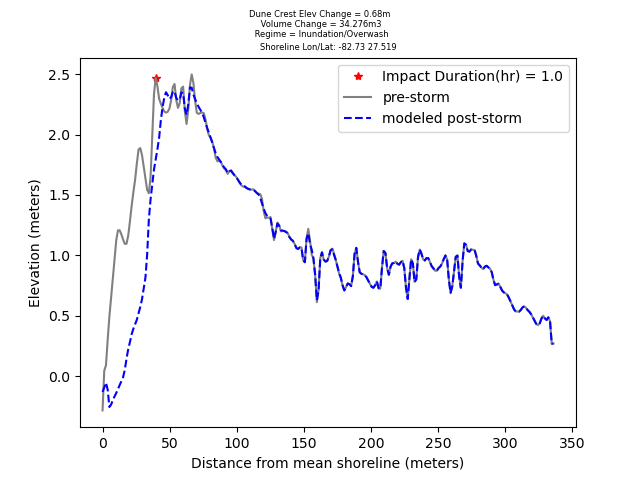 Dune Crest Elev Change = 0.68m
Volume Change = 34.276m3
Regime = Inundation/Overwash
Shoreline Lon/Lat: -82.73 27.519
Impact Duration(hr) = 1.0
pre-storm
modeled post-storm
Elevation (meters)
2.5
2.0
1.5
1.0
0.5
0.0
0 50 100 150 200 250 300 350
Distance from mean shoreline (meters)